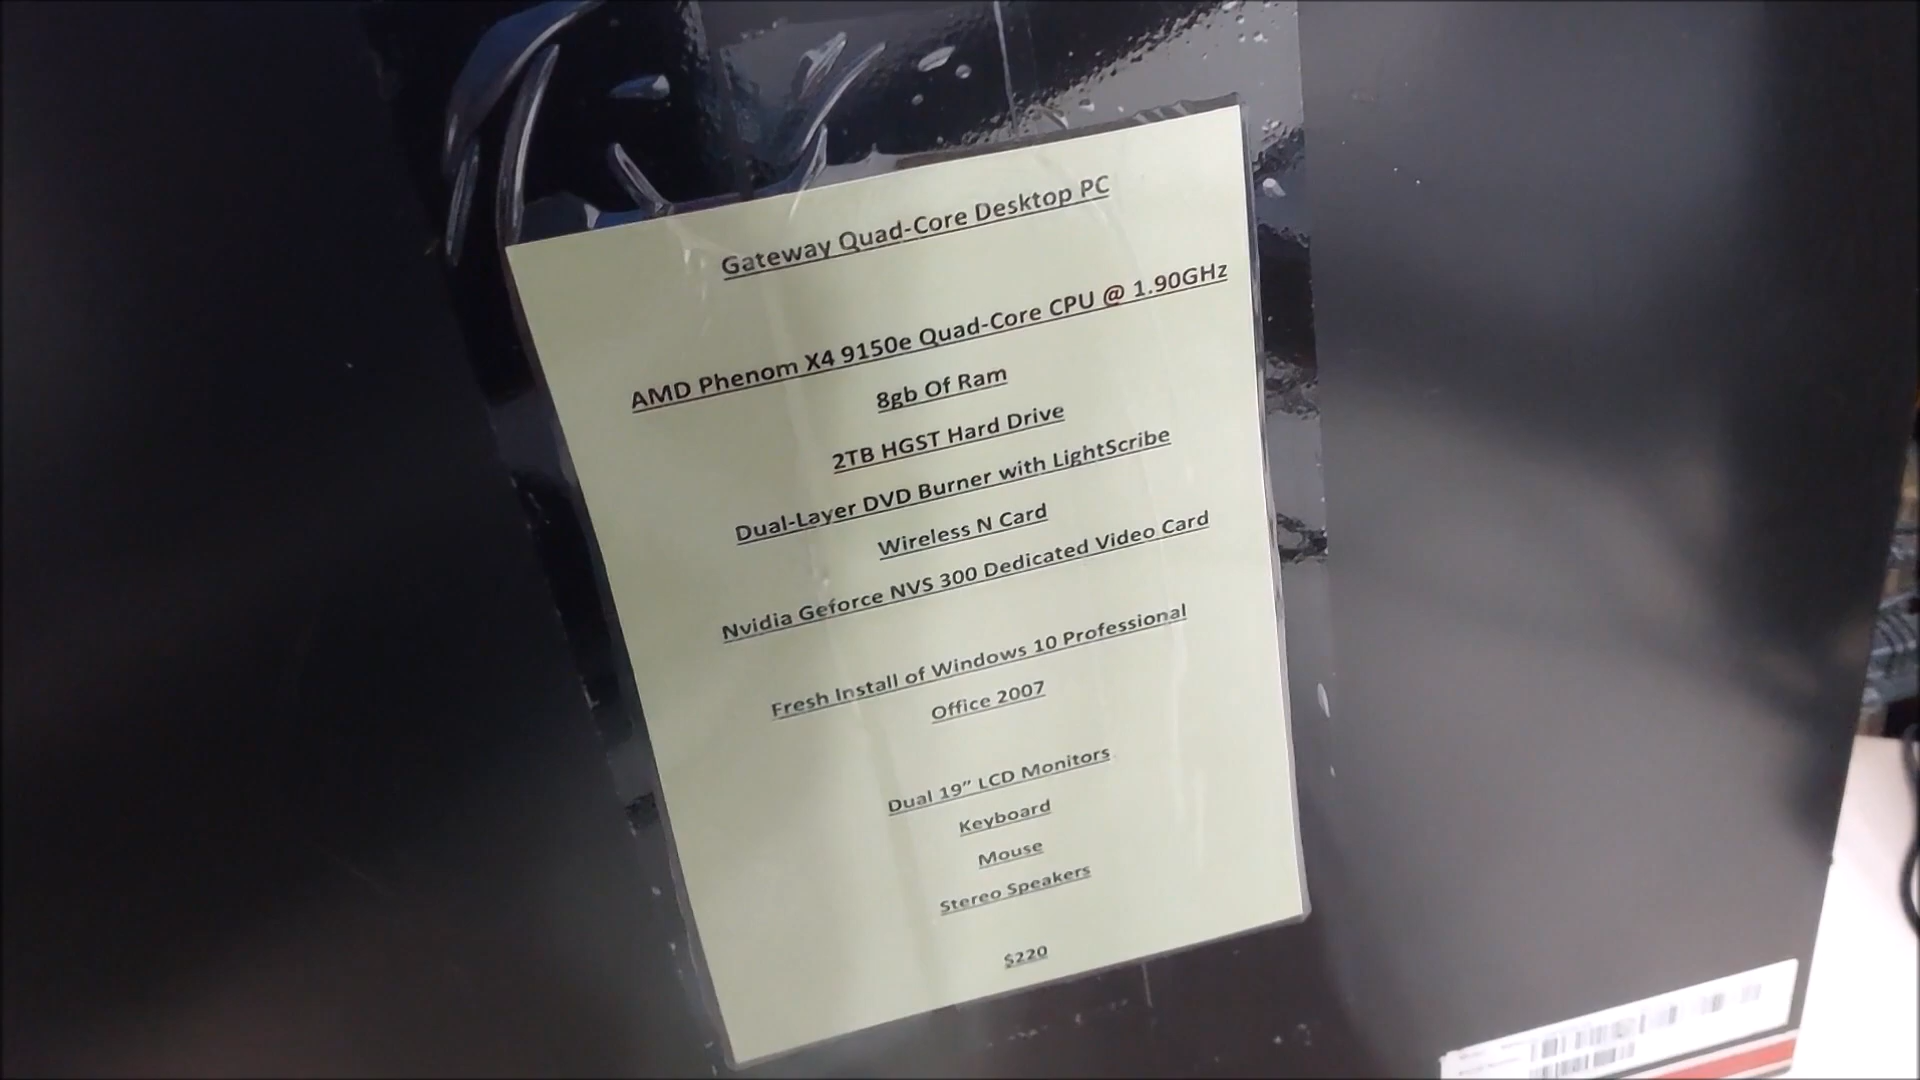 Gateway Quad-Core Desktop PC
AMD Phenom X4 9150e Quad-Core CPU @ 1.90GHz
8gb Of Ram
2TB HGST Hard Drive
Dual-Layer DVD Burner with LightScribe
Wireless N Card
Nvidia Geforce NVS 300 Dedicated Video Card
Fresh Install of Windows 10 Professional
Office 2007
Dual 19” LCD Monitors
Keyboard
Mouse
Stereo Speakers
$220